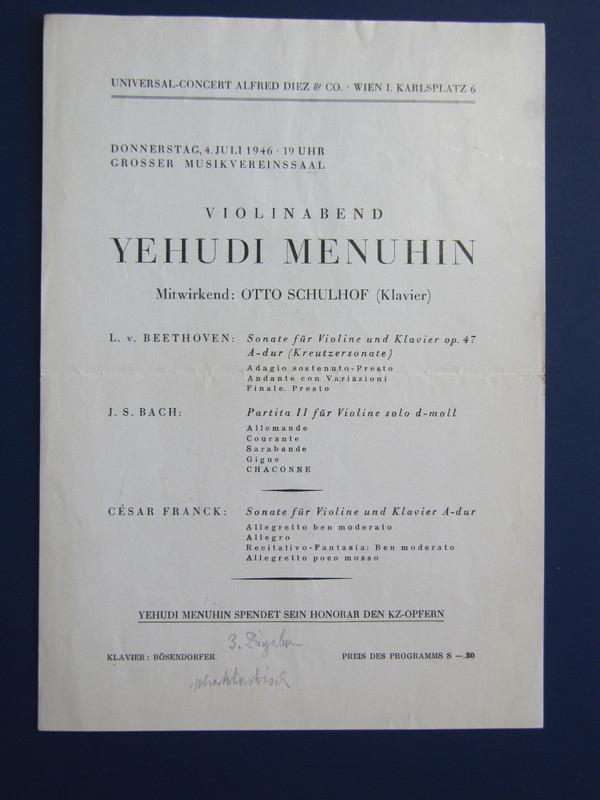 UNIVERSAL-CONCERT ALFRED DIEZ & CO. · WIEN I. KARLSPLATZ 6
DONNERSTAG, 4. JULI 1946 · 19 UHR
GROSSER MUSIKVEREINSSAAL
VIOLINABEND
YEHUDI MENUHIN
Mitwirkend: OTTO SCHULHOF (Klavier)
L. v. BEETHOVEN: Sonate für Violine und Klavier op. 47
A-dur (Kreutzersonate)
Adagio sostenuto-Presto
Andante con Variazioni
Finale. Presto
J. S. BACH: Partita II für Violine solo d-moll
Allemande
Courante
Sarabande
Gigue
CHACONNE
CÉSAR FRANCK: Sonate für Violine und Klavier A-dur
Allegretto ben moderato
Allegro
Recitativo-Fantasia: Ben moderato
Allegretto poco mosso
YEHUDI MENUHIN SPENDET SEIN HONORAR DEN KZ-OPFERN
3. Zugaben
KLAVIER: BÖSENDORFER PREIS DES PROGRAMMS S —.30